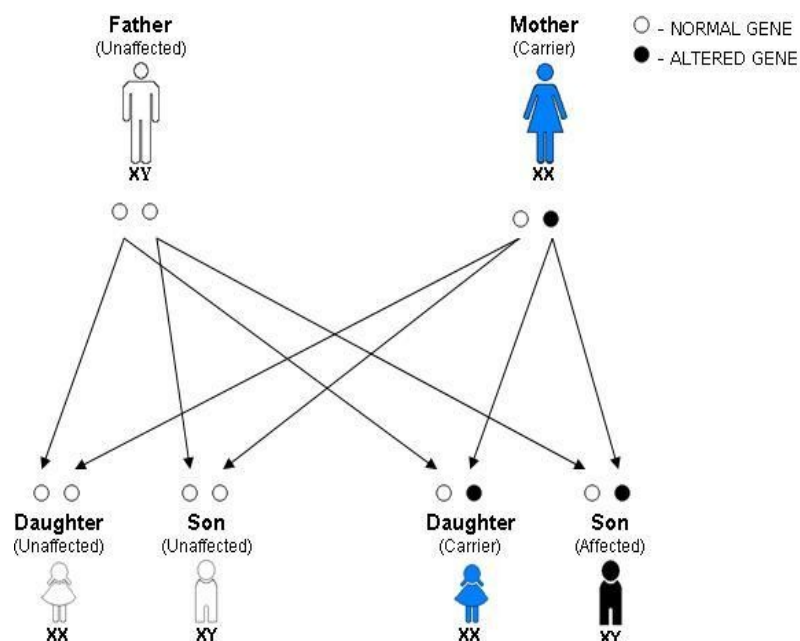 Father
(Unaffected)
XY
Mother
(Carrier)
XX
- NORMAL GENE
- ALTERED GENE
Daughter
(Unaffected)
XX
Son
(Unaffected)
XY
Daughter
(Carrier)
XX
Son
(Affected)
XY